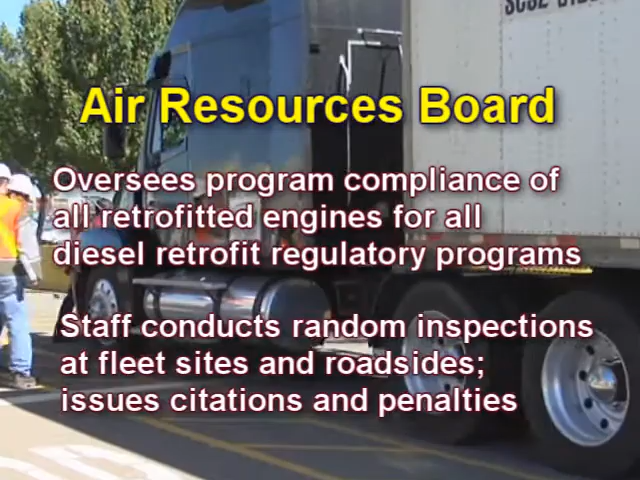 Air Resources Board
Oversees program compliance of
all retrofitted engines for all
diesel retrofit regulatory programs
Staff conducts random inspections
at fleet sites and roadsides;
issues citations and penalties